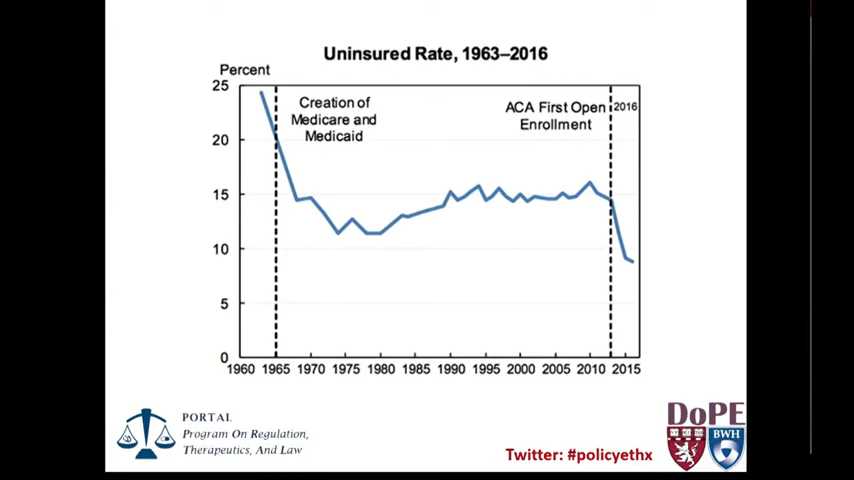 Uninsured Rate, 1963–2016
Percent
25
20
15
10
5
0
Creation of
Medicare and
Medicaid
ACA First Open
Enrollment
2016
1960 1965 1970 1975 1980 1985 1990 1995 2000 2005 2010 2015
PORTAL
Program On Regulation,
Therapeutics, And Law
Twitter: #policyethx
DoPE
BWH